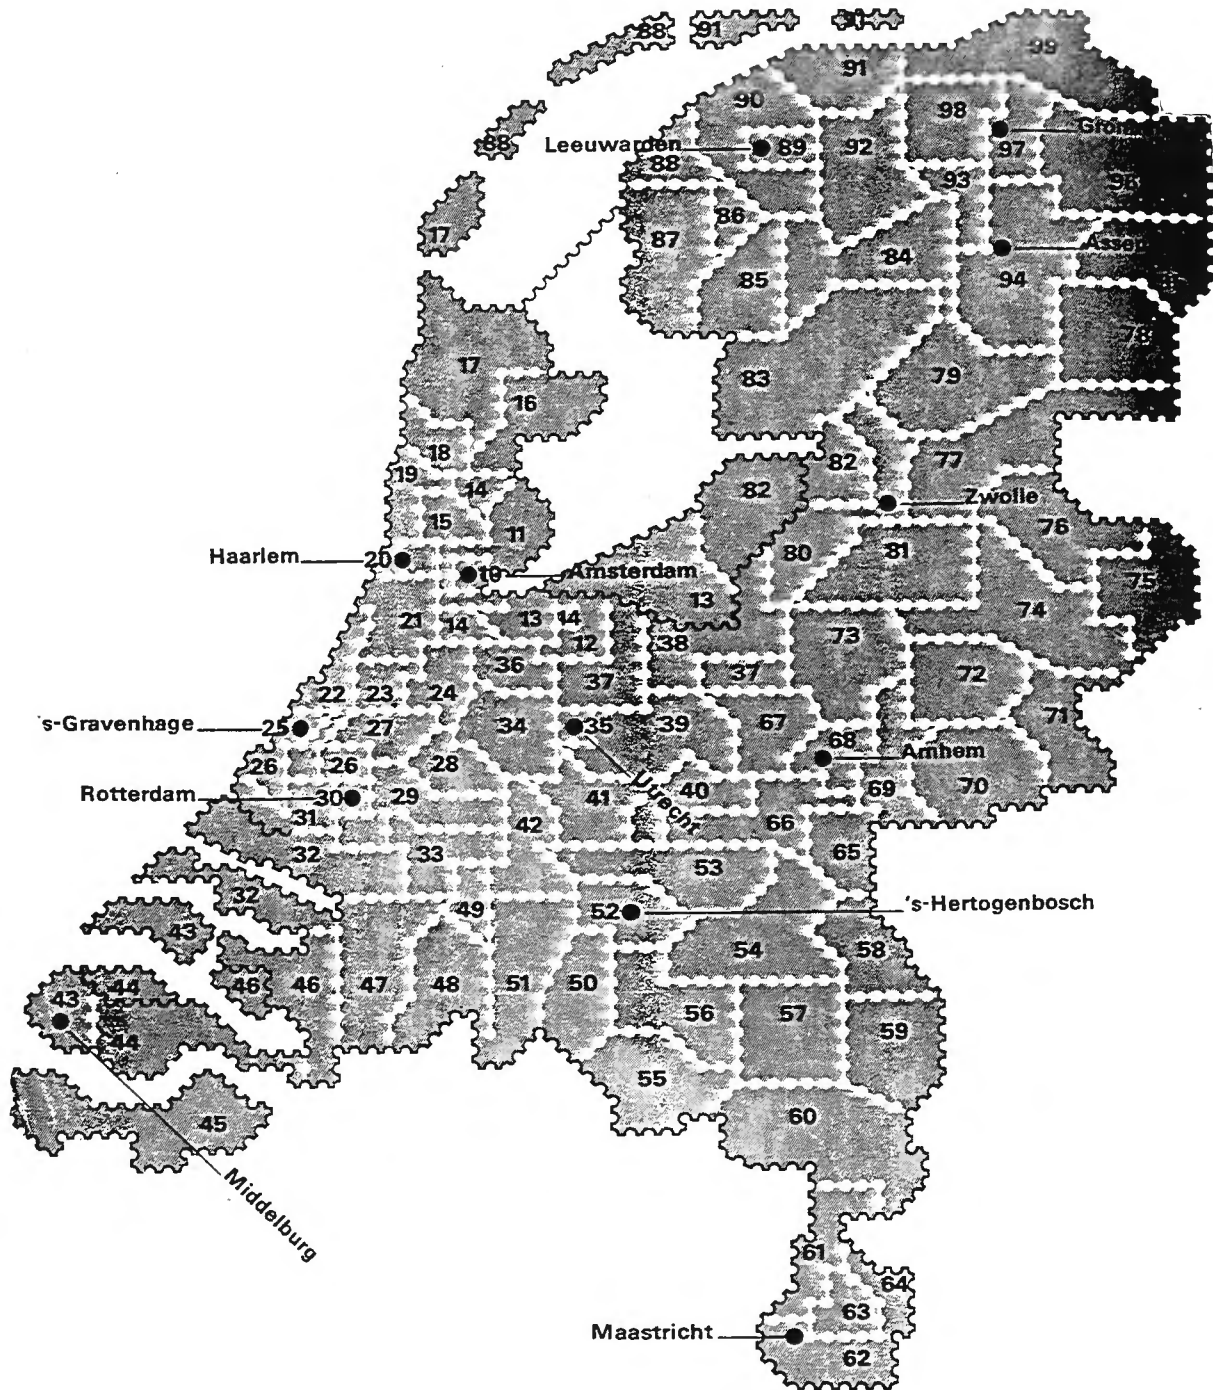 88 91 91
99
91
90 98
Leeuwarden 89 92 97
88 88 93 96
17 87 86 84 Assen
85 94
17 78
83 79
16
18 82 77
19 14 82 Zwolle
15 11 76
Haarlem 20 80 81
10 Amsterdam 75
13 74
21 14 13 14 73
12 38
36 37 37 72
22 23 24
's-Gravenhage 25 27 34 35 39 67 71
26 26 28 68 Arnhem
Rotterdam 30 29 41 Utrecht 40 69 70
31 42 66
32 33 65
53
32 49 52 's-Hertogenbosch
43 54 58
43 44 46 46 47 48 51 50
44 56 57 59
55
45 60
Middelburg
61
64
63
Maastricht
62